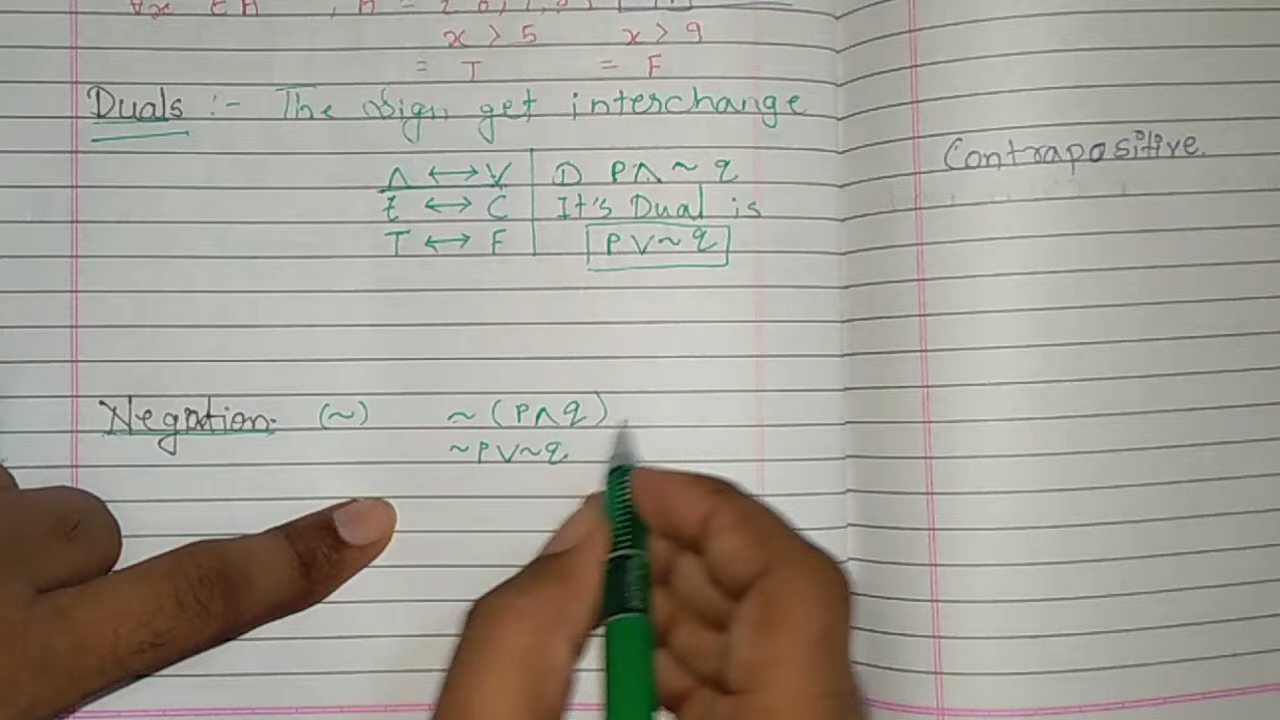 x > 5 x > 9
= T = F
Duals :- The sign get interchange
∧ ↔ ∨ ① P∧ ~ q
t ↔ C It's Dual is
T ↔ F P ∨ ~ q
Negation: (~) ~ (P∧q)
~P∨~q
Contrapositive.